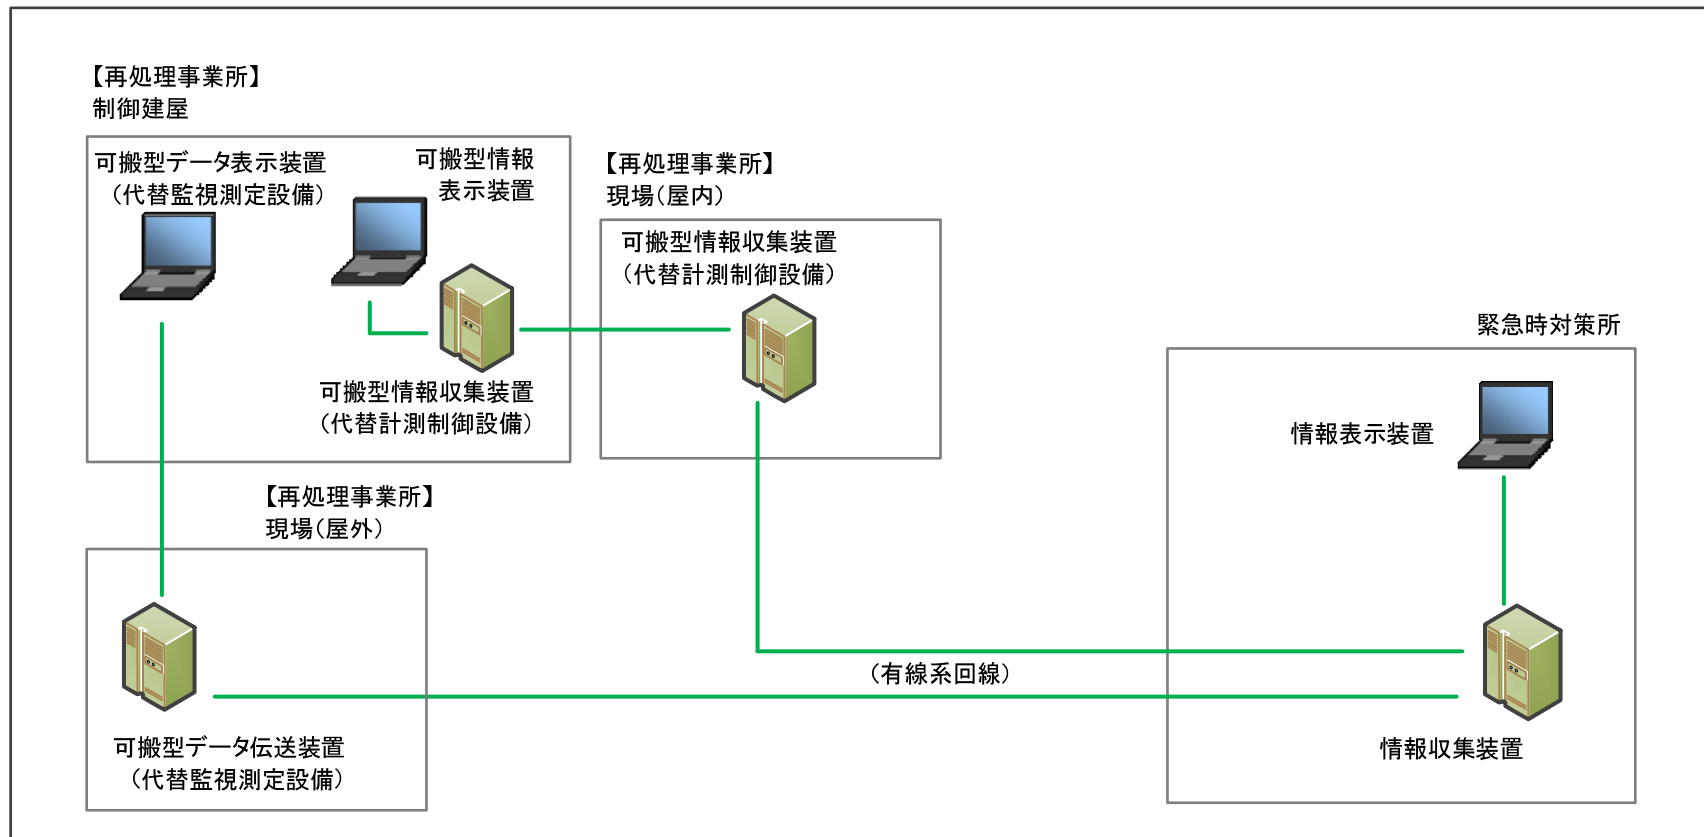 【再処理事業所】
制御建屋
可搬型データ表示装置
（代替監視測定設備）
可搬型情報
表示装置
可搬型情報収集装置
（代替計測制御設備）
【再処理事業所】
現場（屋内）
可搬型情報収集装置
（代替計測制御設備）
緊急時対策所
情報表示装置
【再処理事業所】
現場（屋外）
（有線系回線）
可搬型データ伝送装置
（代替監視測定設備）
情報収集装置